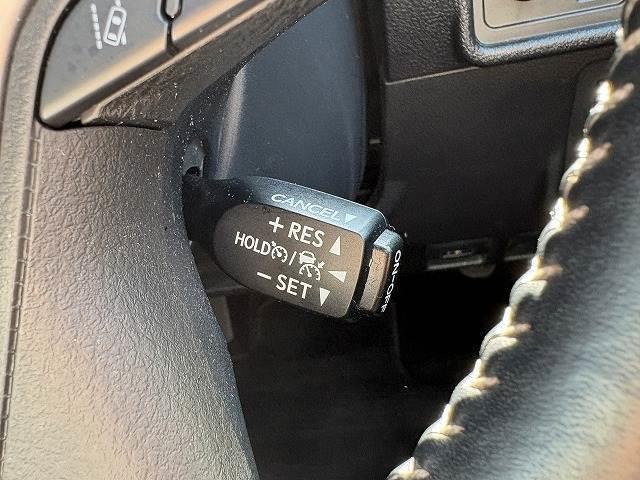 CANCEL▼
+ RES ▲
HOLD /
− SET ▼
ON-OFF